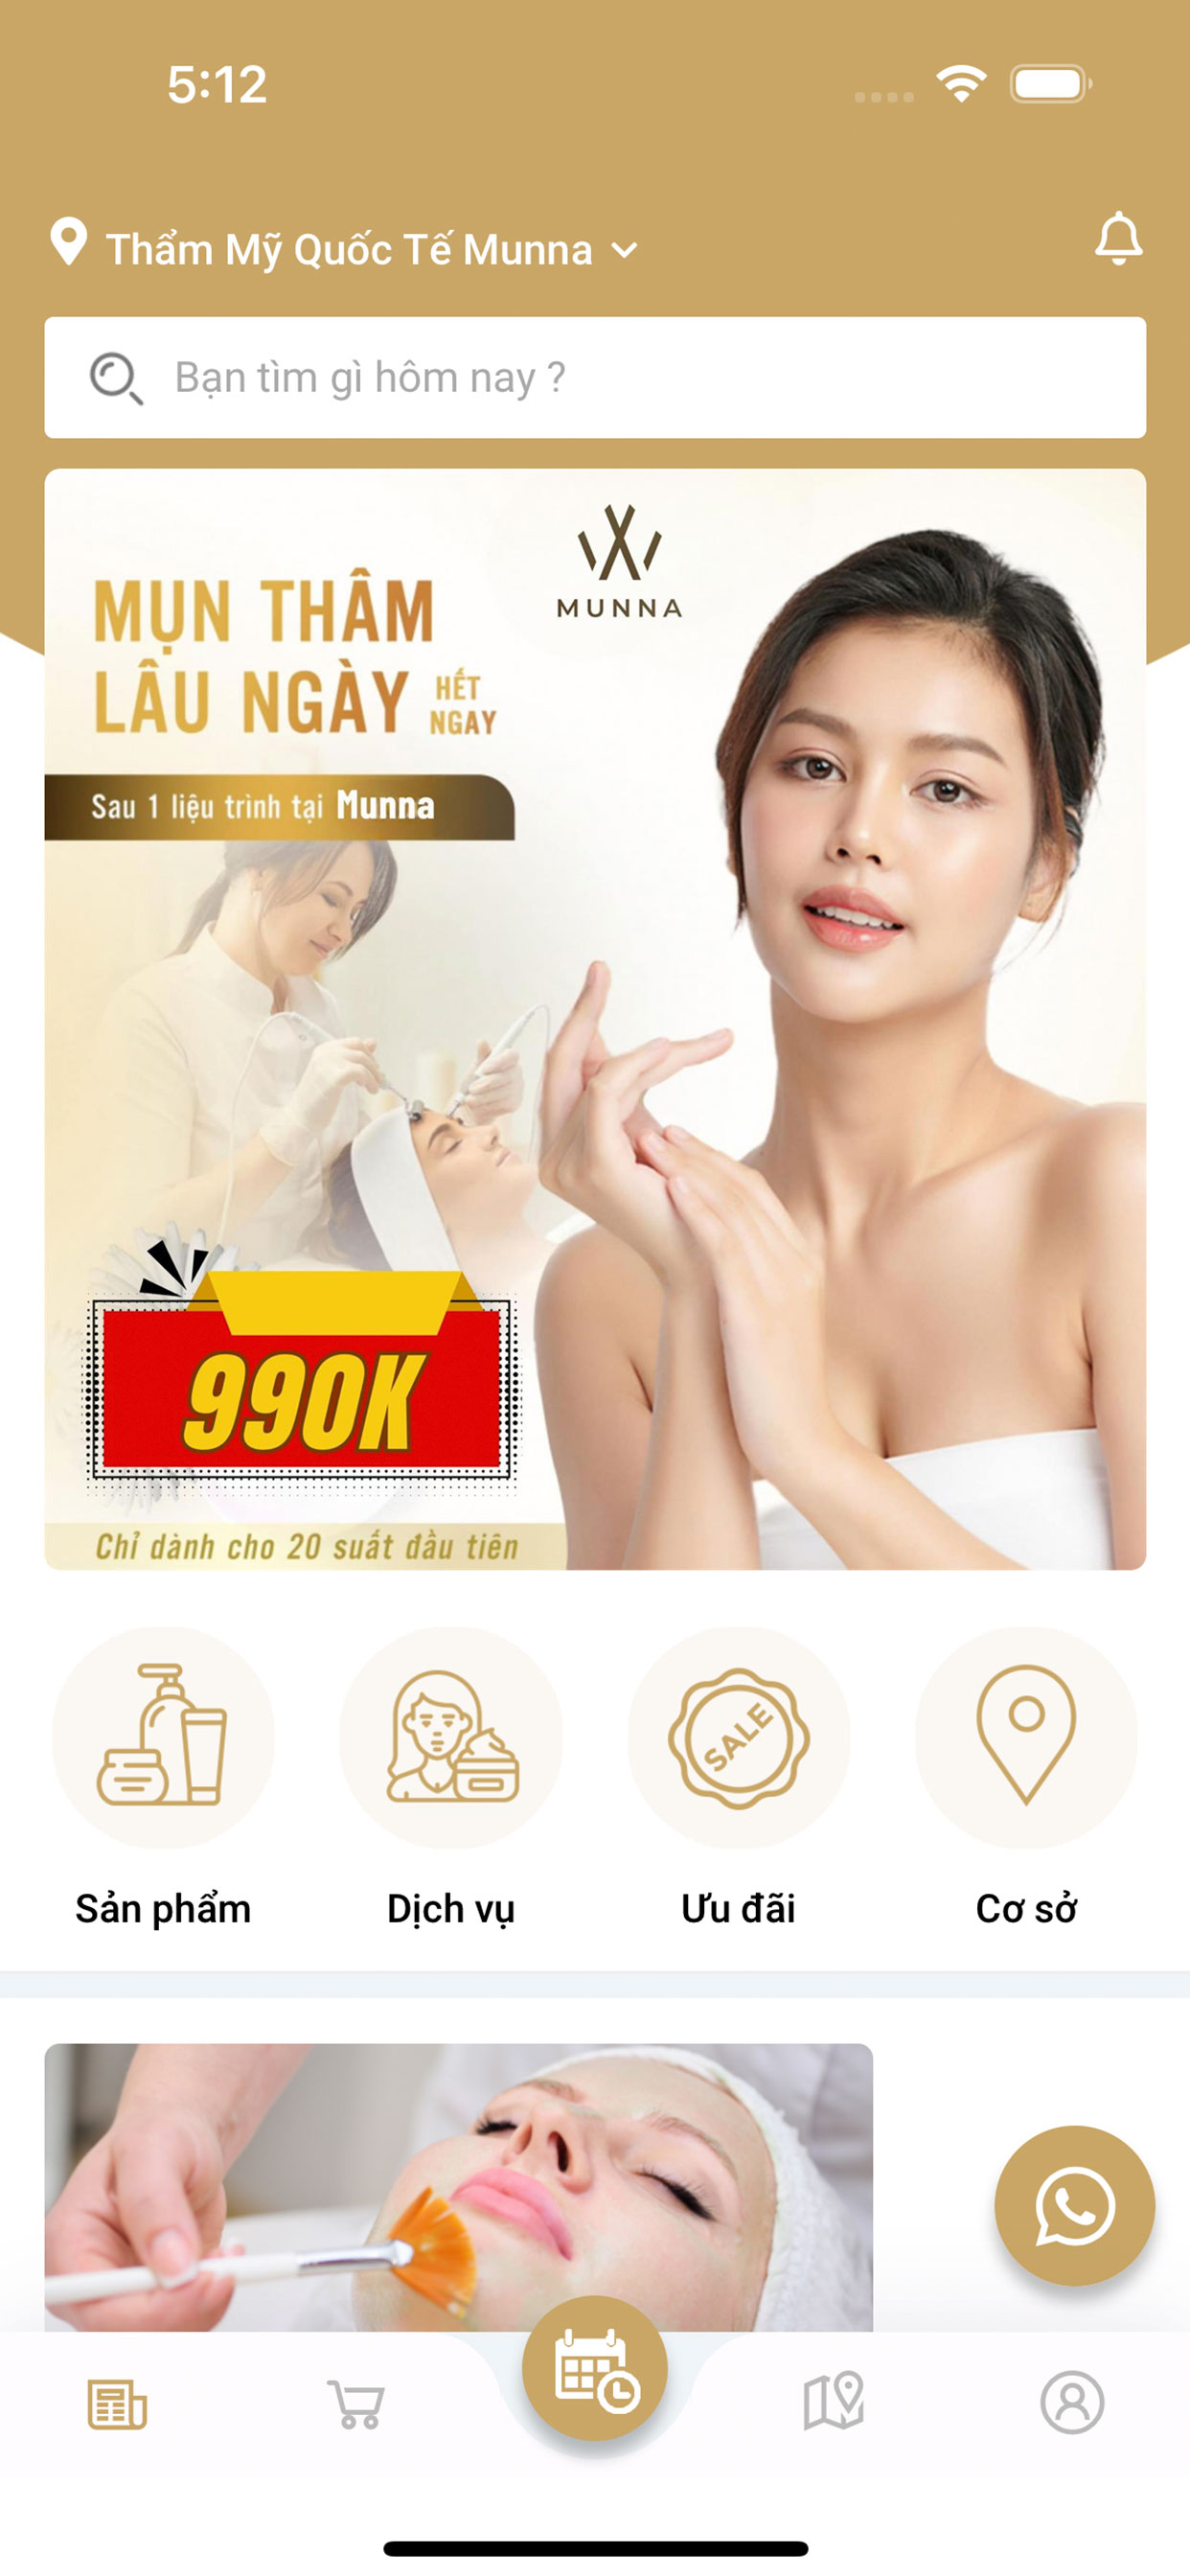 5:12
Thẩm Mỹ Quốc Tế Munna
Bạn tìm gì hôm nay ?
MUNNA
MỤN THÂM
LÂU NGÀY HẾT NGAY
Sau 1 liệu trình tại Munna
990K
Chỉ dành cho 20 suất đầu tiên
SALE
Sản phẩm
Dịch vụ
Ưu đãi
Cơ sở